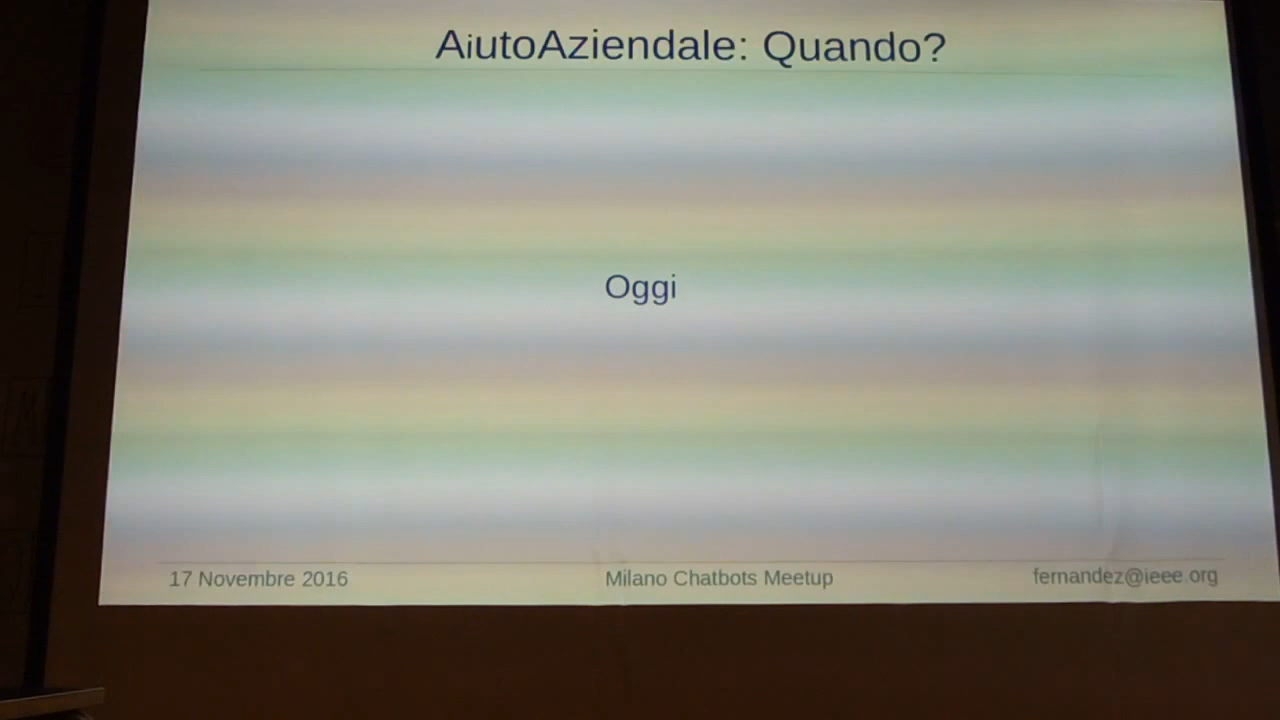 AiutoAziendale: Quando?
Oggi
17 Novembre 2016
Milano Chatbots Meetup
fernandez@ieee.org